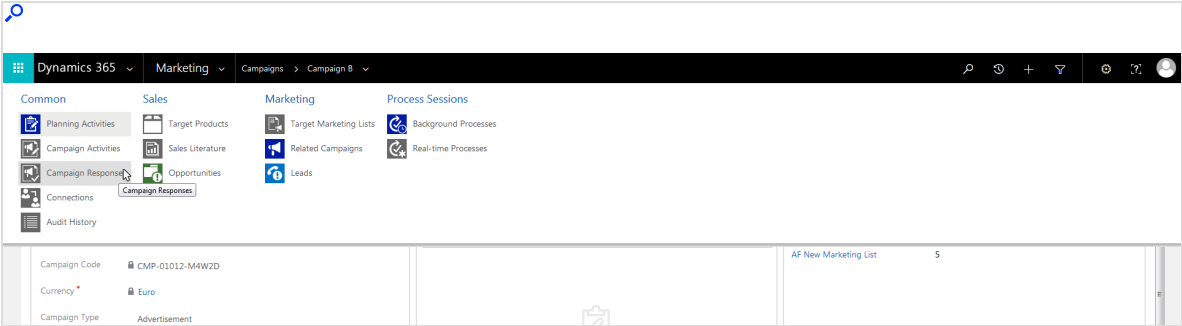 Dynamics 365 Marketing Campaigns > Campaign B
Common Sales Marketing Process Sessions
Planning Activities Target Products Target Marketing Lists Background Processes
Campaign Activities Sales Literature Related Campaigns Real-time Processes
Campaign Responses Opportunities Leads
Campaign Responses
Connections
Audit History
Campaign Code CMP-01012-M4W2D AF New Marketing List 5
Currency * Euro
Campaign Type Advertisement